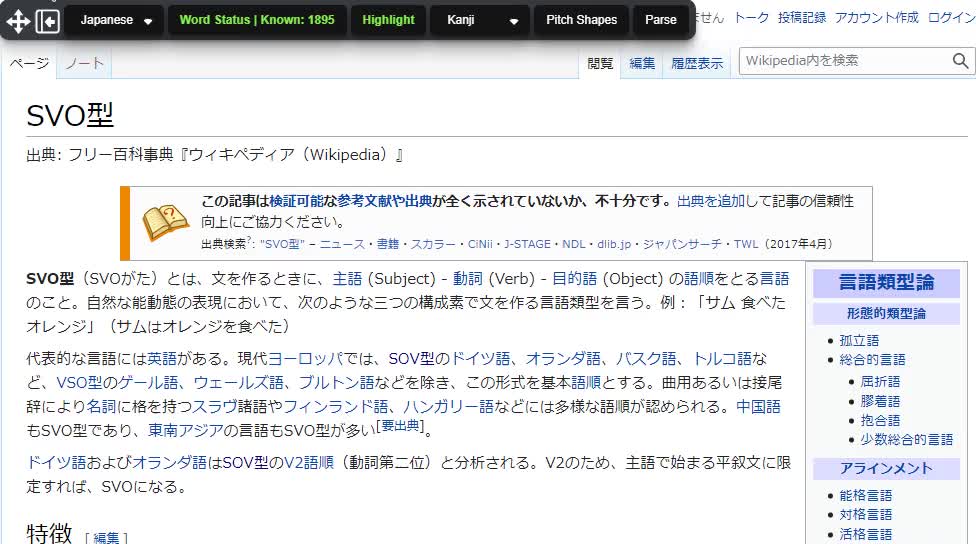 Japanese
Word Status | Known: 1895
Highlight
Kanji
Pitch Shapes
Parse
ません トーク 投稿記録 アカウント作成 ログイン
ページ ノート
閲覧 編集 履歴表示
Wikipedia内を検索
SVO型
出典: フリー百科事典『ウィキペディア（Wikipedia）』
この記事は検証可能な参考文献や出典が全く示されていないか、不十分です。出典を追加して記事の信頼性
向上にご協力ください。
出典検索?: "SVO型" – ニュース・書籍・スカラー・CiNii・J-STAGE・NDL・dlib.jp・ジャパンサーチ・TWL（2017年4月）
SVO型（SVOがた）とは、文を作るときに、主語 (Subject) - 動詞 (Verb) - 目的語 (Object) の語順をとる言語
のこと。自然な能動態の表現において、次のような三つの構成素で文を作る言語類型を言う。例：「サム 食べた
オレンジ」（サムはオレンジを食べた）
代表的な言語には英語がある。現代ヨーロッパでは、SOV型のドイツ語、オランダ語、バスク語、トルコ語な
ど、VSO型のゲール語、ウェールズ語、ブルトン語などを除き、この形式を基本語順とする。曲用あるいは接尾
辞により名詞に格を持つスラヴ諸語やフィンランド語、ハンガリー語などには多様な語順が認められる。中国語
もSVO型であり、東南アジアの言語もSVO型が多い[要出典]。
ドイツ語およびオランダ語はSOV型のV2語順（動詞第二位）と分析される。V2のため、主語で始まる平叙文に限
定すれば、SVOになる。
特徴 [ 編集 ]
言語類型論
形態的類型論
孤立語
総合的言語
屈折語
膠着語
抱合語
少数総合的言語
アラインメント
能格言語
対格言語
活格言語